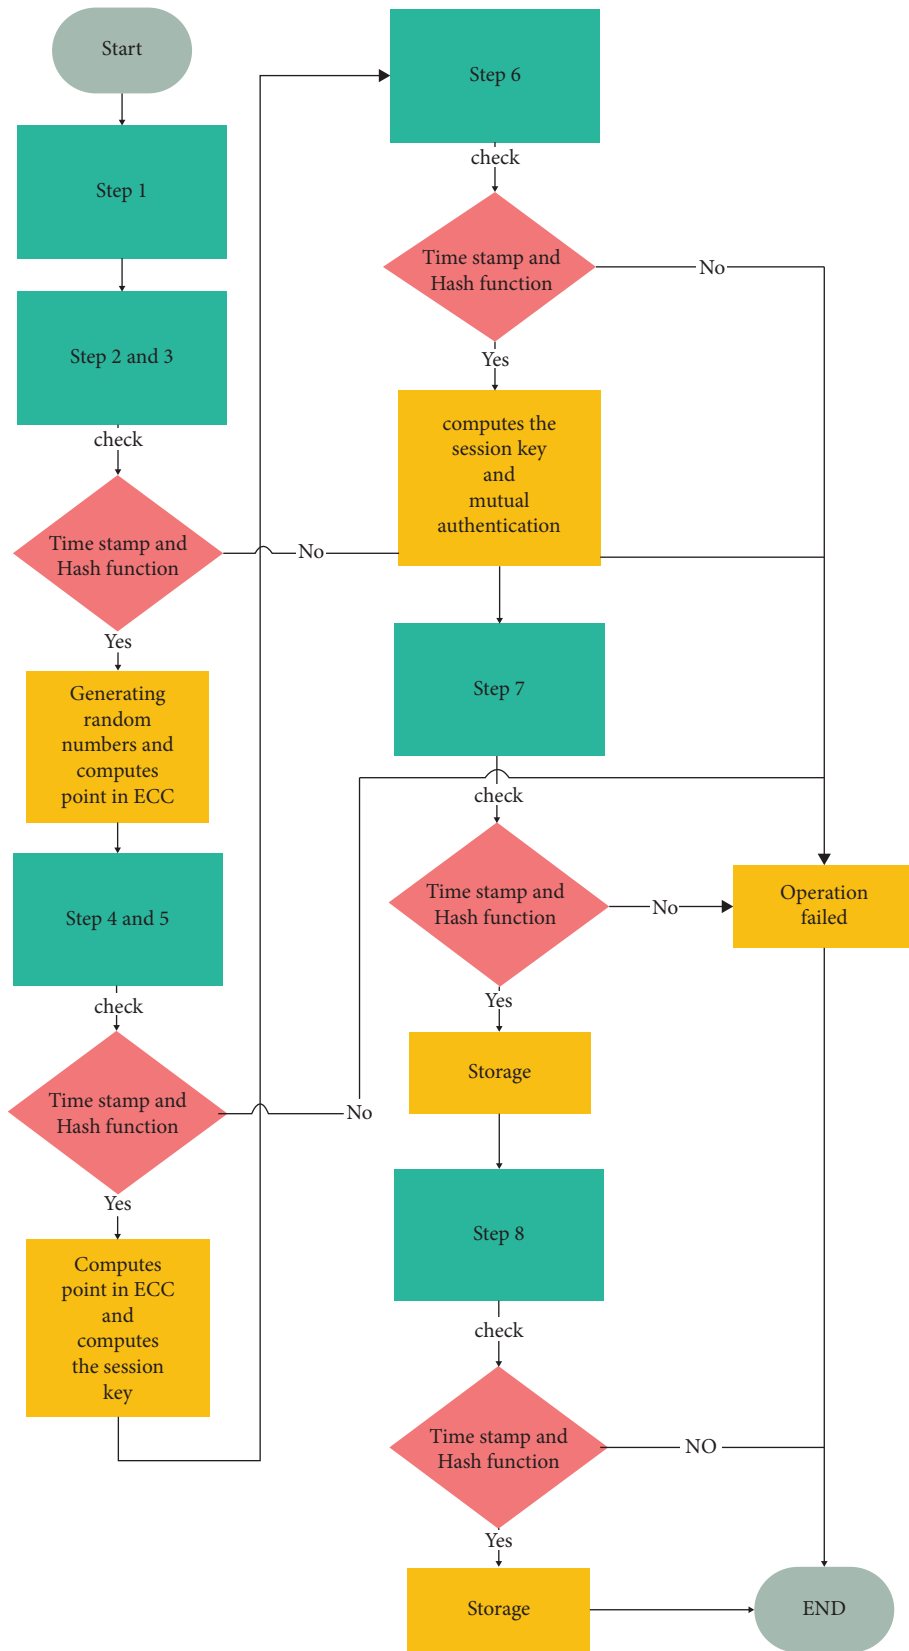 Start
Step 1
Step 2 and 3
check
Time stamp and
Hash function
No
Yes
Generating
random
numbers and
computes
point in ECC
Step 4 and 5
check
Time stamp and
Hash function
No
Yes
Computes
point in ECC
and
computes
the session
key
Step 6
check
Time stamp and
Hash function
No
Yes
computes the
session key
and
mutual
authentication
Step 7
check
Time stamp and
Hash function
No
Operation
failed
Yes
Storage
Step 8
check
Time stamp and
Hash function
NO
Yes
Storage
END